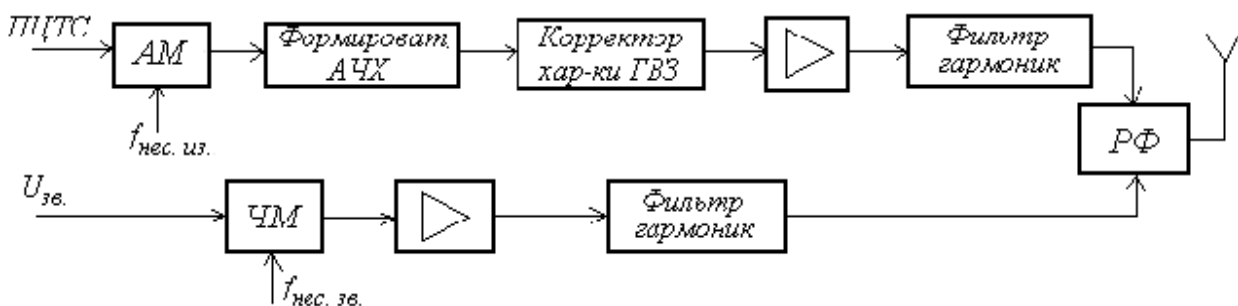 ПЦТС
АМ
Формироват.
АЧХ
Корректор
хар-ки ГВЗ
Фильтр
гармоник
РФ
fнес. из.
Uзв.
ЧМ
Фильтр
гармоник
fнес. зв.